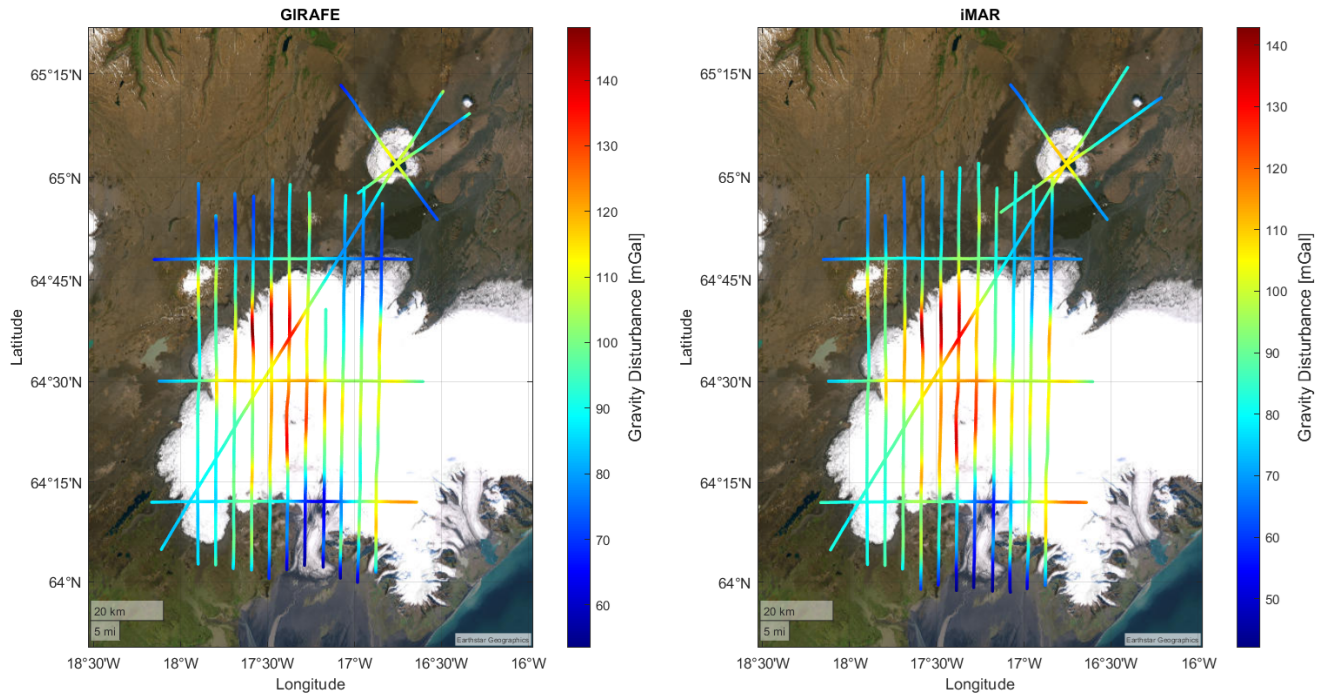 GIRAFE
65°15'N
65°N
64°45'N
64°30'N
64°15'N
64°N
Latitude
20 km
5 mi
Earthstar Geographics
18°30'W
18°W
17°30'W
17°W
16°30'W
16°W
Longitude
140
130
120
110
100
90
80
70
60
Gravity Disturbance [mGal]
iMAR
65°15'N
65°N
64°45'N
64°30'N
64°15'N
64°N
Latitude
20 km
5 mi
Earthstar Geographics
18°30'W
18°W
17°30'W
17°W
16°30'W
16°W
Longitude
140
130
120
110
100
90
80
70
60
50
Gravity Disturbance [mGal]